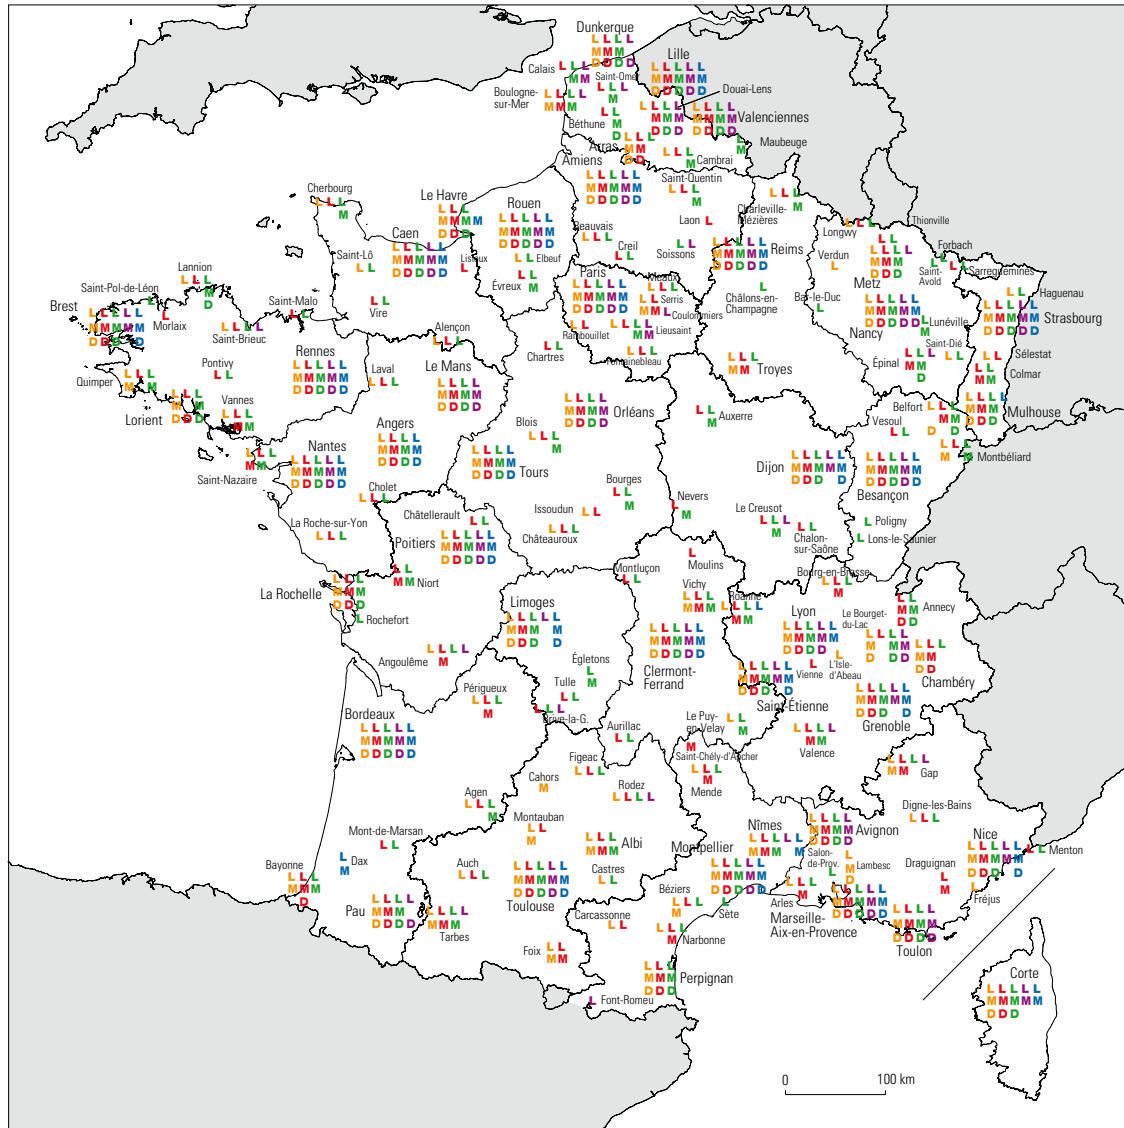 Dunkerque
L L L L
M M M
D D D D
Lille
L L L L L
M M M M M
D D D D D
Calais
L L L
M M
Saint-Ome
L L L
M
Douai-Lens
L L L L
M M M
D D D
Boulogne-
sur-Mer
L L L L
M M M
Béthune
L L
M
D
Valenciennes
L L L L
M M M M
D D D D
Maubeuge
L
M
Arras
L L L
M M
D D
Cambrai
L L L
M
Amiens
L L L L L
M M M M M
D D D D D
Saint-Quentin
L L L
M
Cherbourg
L L L
M
Le Havre
L L L
M M M M
D D D
Rouen
L L L L L
M M M M M
D D D D D
Charleville-
Mézières
L L L
M
Laon
L
Beauvais
L L L
Creil
L L
Soissons
L L
Reims
L L L L L
M M M M M
D D D D D
Longwy
L L L
Thionville
L L
Caen
L L L L L
M M M M M
D D D D D
Lisieux
L
Elbeuf
L L
Évreux
L L
M
Saint-Lô
L L
Verdun
L
Metz
L L L L
M M M
D D D
Forbach
L L
Saint-
Avold
L
Sarreguemines
L L
Lannion
L L L
M
D
Saint-Pol-de-Léon
L
Brest
L L L L L
M M M M M
D D D D
Morlaix
L
Saint-
Brieuc
L L L L
Saint-Malo
L L
Vire
L L
Paris
L L L L L
M M M M M
D D D D D
Meaux
L L L
Serris
L L L
M M
Coulommiers
L
Rambouillet
L L
Lieusaint
L L L L
M M
Fontainebleau
L L L
Châlons-en-
Champagne
L
Bar-le-Duc
L
Nancy
L L L L L
M M M M M
D D D D D
Lunéville
L
M
Haguenau
L L
Strasbourg
L L L L L
M M M M M
D D D D D
Saint-Dié
L L
Épinal
L L L
M M
D
Sélestat
L L
Colmar
L L
M M
Alençon
L L L
Chartres
L L
Pontivy
L L
Rennes
L L L L L
M M M M M
D D D D D
Laval
L L L
Le Mans
L L L L
M M M M
D D D D
Troyes
L L L
M M
Quimper
L L L
M M
Lorient
L L L
M M
D D D
Vannes
L L L
M M
Orléans
L L L L
M M M M
D D D D
Auxerre
L L
M
Belfort
L L L
M M
D D
Vesoul
L L
Mulhouse
L L L L
M M M
D D D
Montbéliard
L L L
M M
Angers
L L L L
M M M M
D D D D
Blois
L L L
M
Tours
L L L L
M M M M
D D D D
Nantes
L L L L L
M M M M M
D D D D D
Saint-Nazaire
L L L
M M
Dijon
L L L L L
M M M M M
D D D D D
Besançon
L L L L L
M M M M M
D D D D D
Cholet
L L L
Bourges
L L
M
Issoudun
L L
Nevers
L
M
Châtellerault
L L
La Roche-sur-Yon
L L L
Châteauroux
L L L
Le Creusot
L L L
M
Chalon-
sur-Saône
L L
Poligny
L
Lons-le-Saunier
L
Poitiers
L L L L L
M M M M M
D D D D D
Niort
L L
M M
Moulins
L
Montluçon
L L
Bourg-en-Bresse
L L L
M
La Rochelle
L L L
M M M
D D D
Rochefort
L
Vichy
L L L
M M M
Roanne
L L L L
M M
Lyon
L L L L L
M M M M M
D D D D D
Le Bourget-
du-Lac
L L L L
M M M
D D D
Annecy
L L
M M
D D
Limoges
L L L L L
M M M M
D D D D
Clermont-
Ferrand
L L L L L
M M M M M
D D D D D
Angoulême
L L L L
M
Vienne
L
L'Isle-
d'Abeau
L
Chambéry
L L L
M M
D D
Égletons
L
M
Tulle
L L
Saint-Étienne
L L L L L
M M M M M
D D D D
Grenoble
L L L L L
M M M M
D D D D
Périgueux
L L L
M
Brive-la-G.
L L L
Bordeaux
L L L L L
M M M M M
D D D D D
Aurillac
L L
Le Puy-
en-Velay
L L
M
M
Valence
L L L L
M M
Saint-Chély-d'Apcher
L L L
M
Mende
Gap
L L L L
M M
Figeac
L L L
Cahors
M
Rodez
L L L L
Agen
L L L
M
Digne-les-Bains
L L L
Montauban
L L
M
Mont-de-Marsan
L L
Albi
L L L
M M M
Nîmes
L L L L L
M M M M
Avignon
L L L L
M M M M
D D D D
Nice
L L L L L
M M M M M
D D D D
Menton
L L
Dax
L
M
Auch
L L L
Castres
L L
Montpellier
L L L L L
M M M M M
D D D D D
Salon-
de-Prov.
L
Lambesc
L
M
D
Draguignan
L
M
Fréjus
L
Bayonne
L L L
M M M
D
Toulouse
L L L L L
M M M M M
D D D D D
Arles
L L L
M
Pau
L L L L
M M M
D D D D
Tarbes
L L L L
M M M
Béziers
L L L
M
Sète
L
Marseille-
Aix-en-Provence
L L L L L
M M M M M
D D D D D
Toulon
L L L L
M M M M
D D D D
Carcassonne
L L
Narbonne
L L L
M
Foix
L L
M M
Perpignan
L L L
M M M
D D D
Font-Romeu
L
Corte
L L L L L
M M M M M
D D D
0 100 km